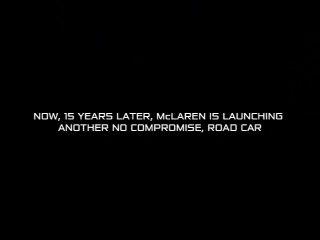 NOW, 15 YEARS LATER, McLAREN IS LAUNCHING
ANOTHER NO COMPROMISE, ROAD CAR